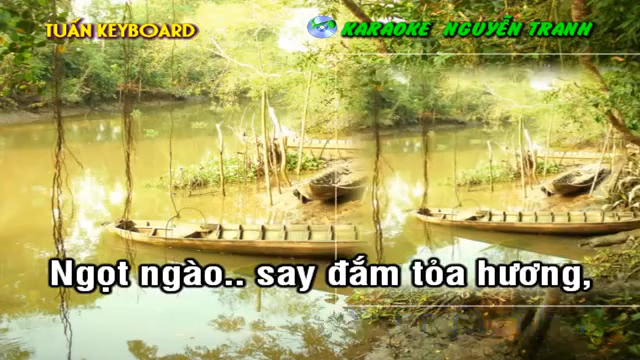 TUẤN KEYBOARD
KARAOKE NGUYỄN TRANH
Ngọt ngào.. say đắm tỏa hương,